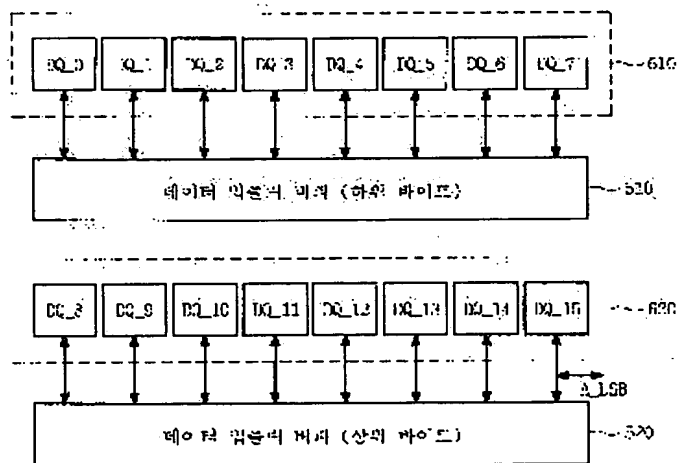 DQ_0 DQ_1 DQ_2 DQ_3 DQ_4 DQ_5 DQ_6 DQ_7 610
데이터 입출력 버퍼 (하위 바이트) 510
DQ_8 DQ_9 DQ_10 DQ_11 DQ_12 DQ_13 DQ_14 DQ_15 620
A_LSB
데이터 입출력 버퍼 (상위 바이트) 520